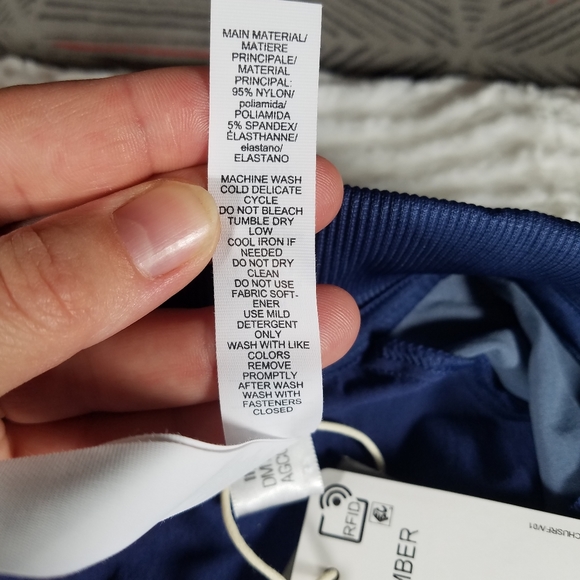 MAIN MATERIAL/
MATIERE
PRINCIPALE/
MATERIAL
PRINCIPAL:
95% NYLON/
poliamida/
POLIAMIDA
5% SPANDEX/
ÉLASTHANNE/
elastano/
ELASTANO
MACHINE WASH
COLD DELICATE
CYCLE
DO NOT BLEACH
TUMBLE DRY
LOW
COOL IRON IF
NEEDED
DO NOT DRY
CLEAN
DO NOT USE
FABRIC SOFT-
ENER
USE MILD
DETERGENT
ONLY
WASH WITH LIKE
COLORS
REMOVE
PROMPTLY
AFTER WASH
WASH WITH
FASTENERS
CLOSED
RFID
MBER
CHUSRF-V01